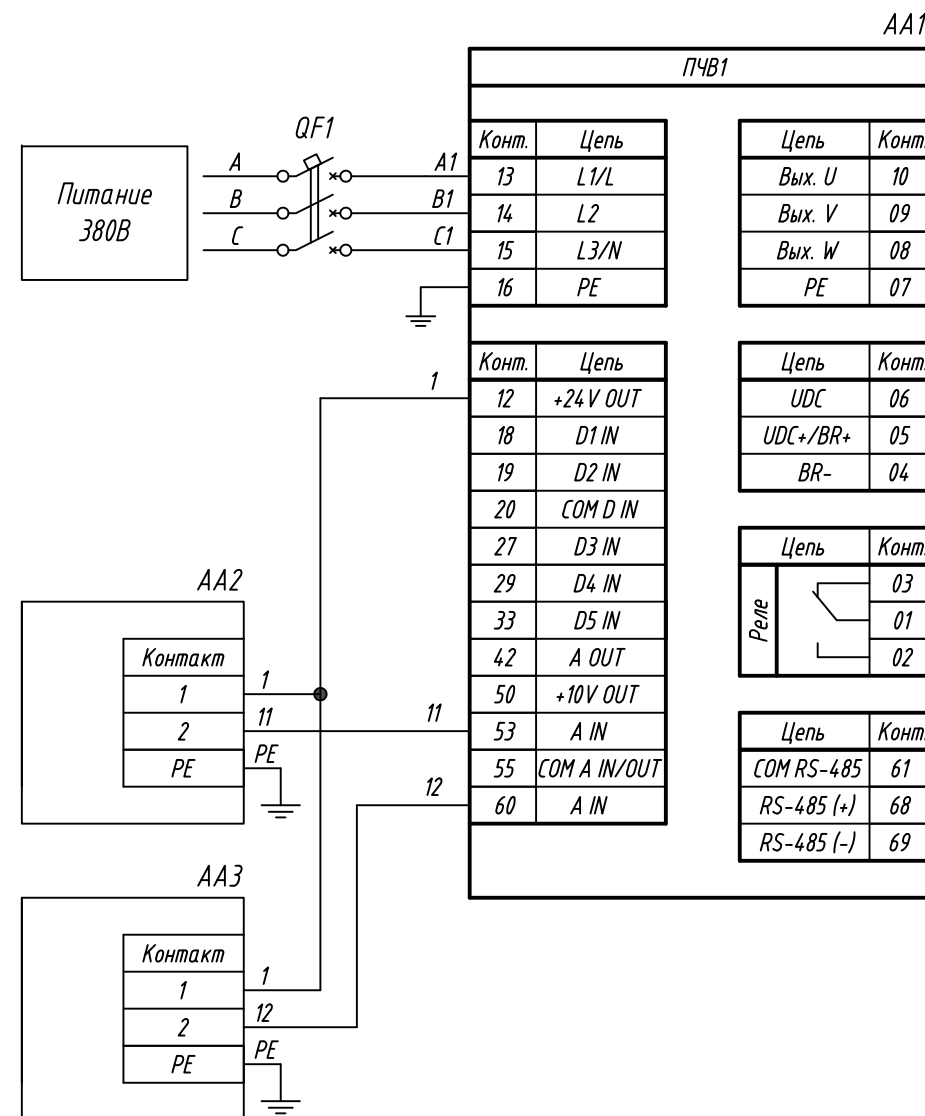 AA1
ПЧВ1
QF1
Питание
380В
A A1
B B1
C C1
Конт. Цепь
13 L1/L
14 L2
15 L3/N
16 PE
Цепь Конт.
Вых. U 10
Вых. V 09
Вых. W 08
PE 07
1
Конт. Цепь
12 +24V OUT
18 D1 IN
19 D2 IN
20 COM D IN
27 D3 IN
29 D4 IN
33 D5 IN
42 A OUT
50 +10V OUT
53 A IN
55 COM A IN/OUT
60 A IN
11
12
Цепь Конт.
UDC 06
UDC+/BR+ 05
BR- 04
Цепь Конт.
Реле
03
01
02
Цепь Конт.
COM RS-485 61
RS-485 (+) 68
RS-485 (-) 69
AA2
Контакт
1 1
2 11
PE PE
AA3
Контакт
1 1
2 12
PE PE